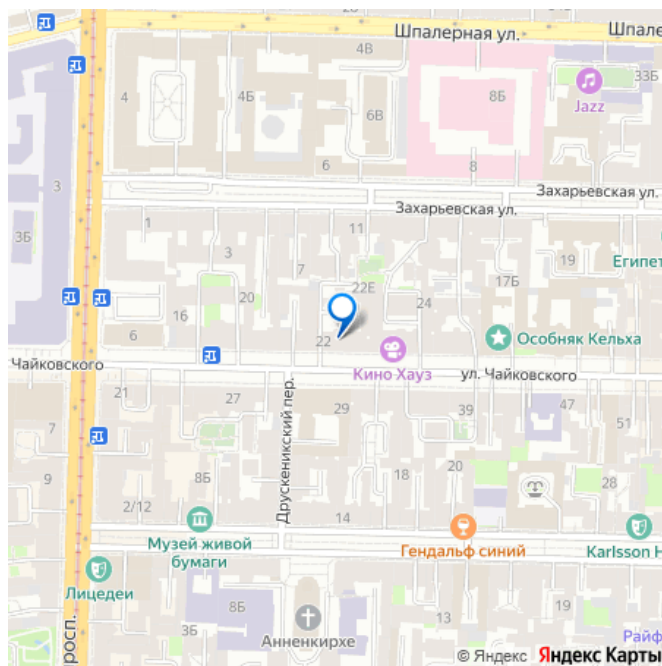 Шпалерная ул.
Шпале
4В
33Б
4
8Б
Jazz
6В
6
8
3
Захарьевская ул.
Захарьевская ул.
1
11
3
7
19
3Б
17Б
Египет
22Е
20
24
16
6
22
Особняк Кельха
Кино Хауз
Чайковского
ул. Чайковского
21
27
Друскеникский пер.
29
39
47
51
7
9
8Б
18
20
28
2/12
14
Музей живой
бумаги
Гендальф синий
Karlsson H
Лицедеи
8Б
13
19
3Б
6
Анненкирхе
Райф
росп.
© Яндекс Яндекс Карты